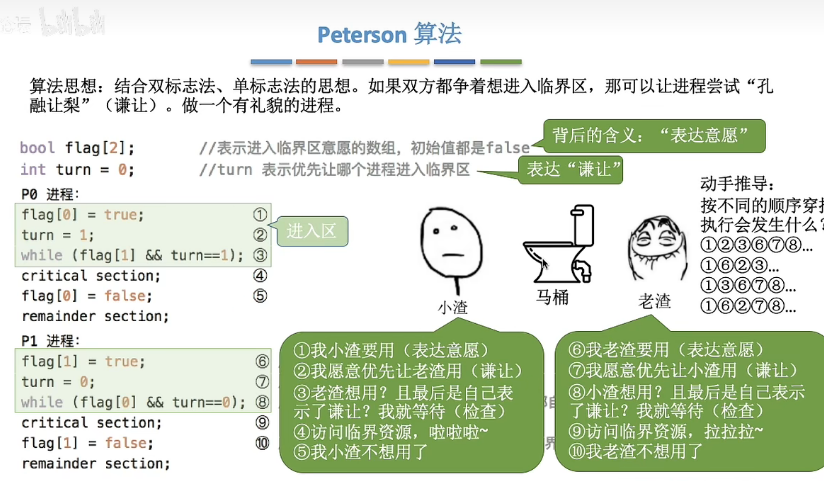 bilibili
Peterson 算法
算法思想：结合双标志法、单标志法的思想。如果双方都争着想进入临界区，那可以让进程尝试“孔
融让梨”（谦让）。做一个有礼貌的进程。
bool flag[2]; //表示进入临界区意愿的数组，初始值都是false
背后的含义：“表达意愿”
int turn = 0; //turn 表示优先让哪个进程进入临界区
表达“谦让”
P0 进程：
flag[0] = true; ①
turn = 1; ②
while (flag[1] && turn==1); ③
critical section; ④
flag[0] = false; ⑤
remainder section;
进入区
P1 进程：
flag[1] = true; ⑥
turn = 0; ⑦
while (flag[0] && turn==0); ⑧
critical section; ⑨
flag[1] = false; ⑩
remainder section;
小渣
马桶
老渣
动手推导：
按不同的顺序穿
执行会发生什么？
①②③⑥⑦⑧…
①⑥②③…
①③⑥⑦⑧…
①⑥②⑦⑧…
①我小渣要用（表达意愿）
②我愿意优先让老渣用（谦让）
③老渣想用？且最后是自己表
示了谦让？我就等待（检查）
④访问临界资源，啦啦啦~
⑤我小渣不想用了
⑥我老渣要用（表达意愿）
⑦我愿意优先让小渣用（谦让）
⑧小渣想用？且最后是自己表示
了谦让？我就等待（检查）
⑨访问临界资源，拉拉拉~
⑩我老渣不想用了